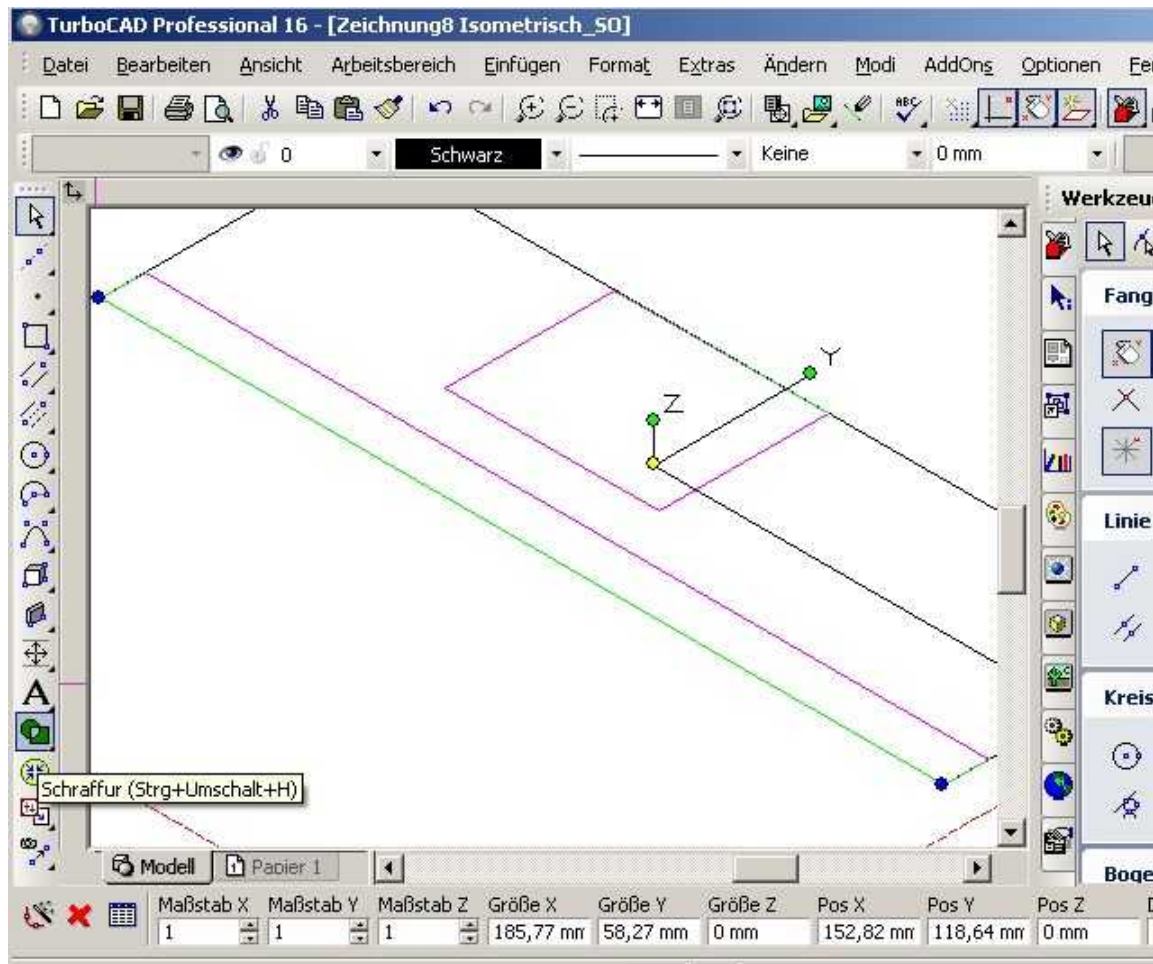 TurboCAD Professional 16 - [Zeichnung8 Isometrisch_SO]
Datei Bearbeiten Ansicht Arbeitsbereich Einfügen Format Extras Ändern Modi AddOns Optionen Fen
ABC
0 Schwarz Keine 0 mm
Werkzeu
Fang
Y
Z
Linie
Kreis
A
Schraffur (Strg+Umschalt+H)
Modell Papier 1
Boge
Maßstab X Maßstab Y Maßstab Z Größe X Größe Y Größe Z Pos X Pos Y Pos Z D
1 1 1 185,77 mm 58,27 mm 0 mm 152,82 mm 118,64 mm 0 mm